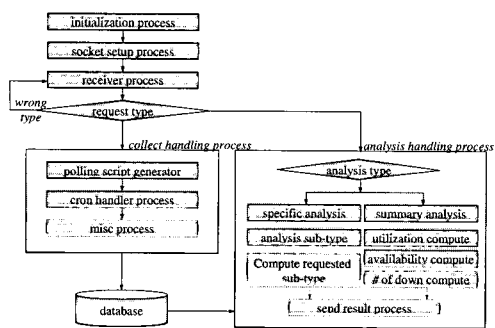 initialization process
socket setup process
receiver process
wrong
type
request type
collect handling process
analysis handling process
polling script generator
analysis type
cron handler process
specific analysis
summary analysis
misc process
analysis sub-type
utilization compute
Compute requested
sub-type
availability compute
# of down compute
database
send result process